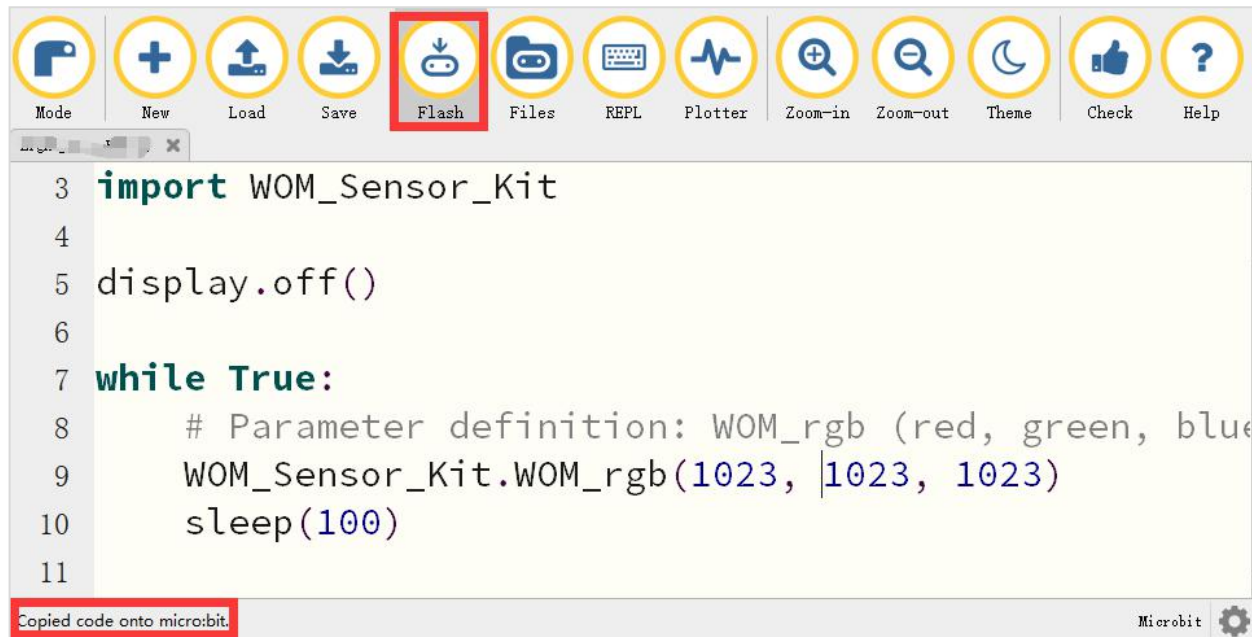 Mode New Load Save Flash Files REPL Plotter Zoom-in Zoom-out Theme Check Help
3 import WOM_Sensor_Kit
4
5 display.off()
6
7 while True:
8 # Parameter definition: WOM_rgb (red, green, blue
9 WOM_Sensor_Kit.WOM_rgb(1023, 1023, 1023)
10 sleep(100)
11
Copied code onto micro:bit. Microbit